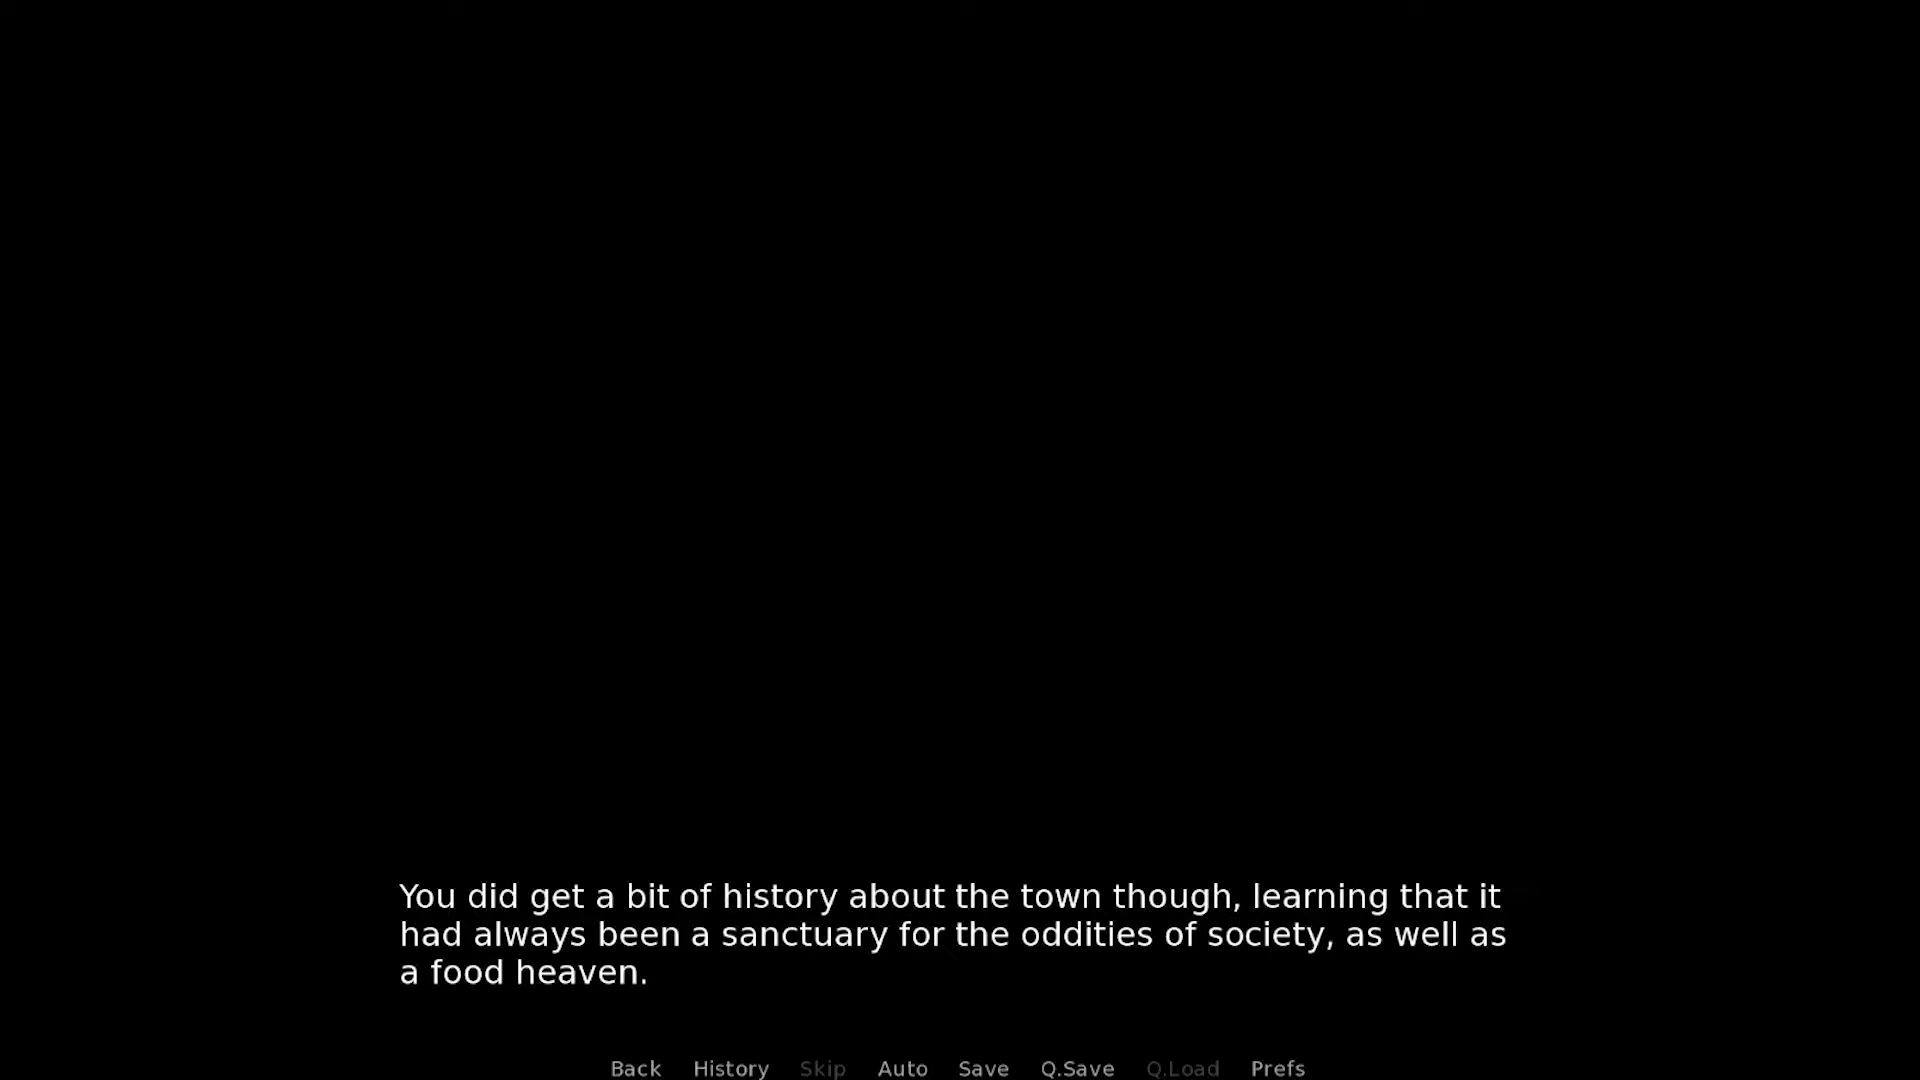 You did get a bit of history about the town though, learning that it
had always been a sanctuary for the oddities of society, as well as
a food heaven.
Back History Skip Auto Save Q.Save Q.Load Prefs